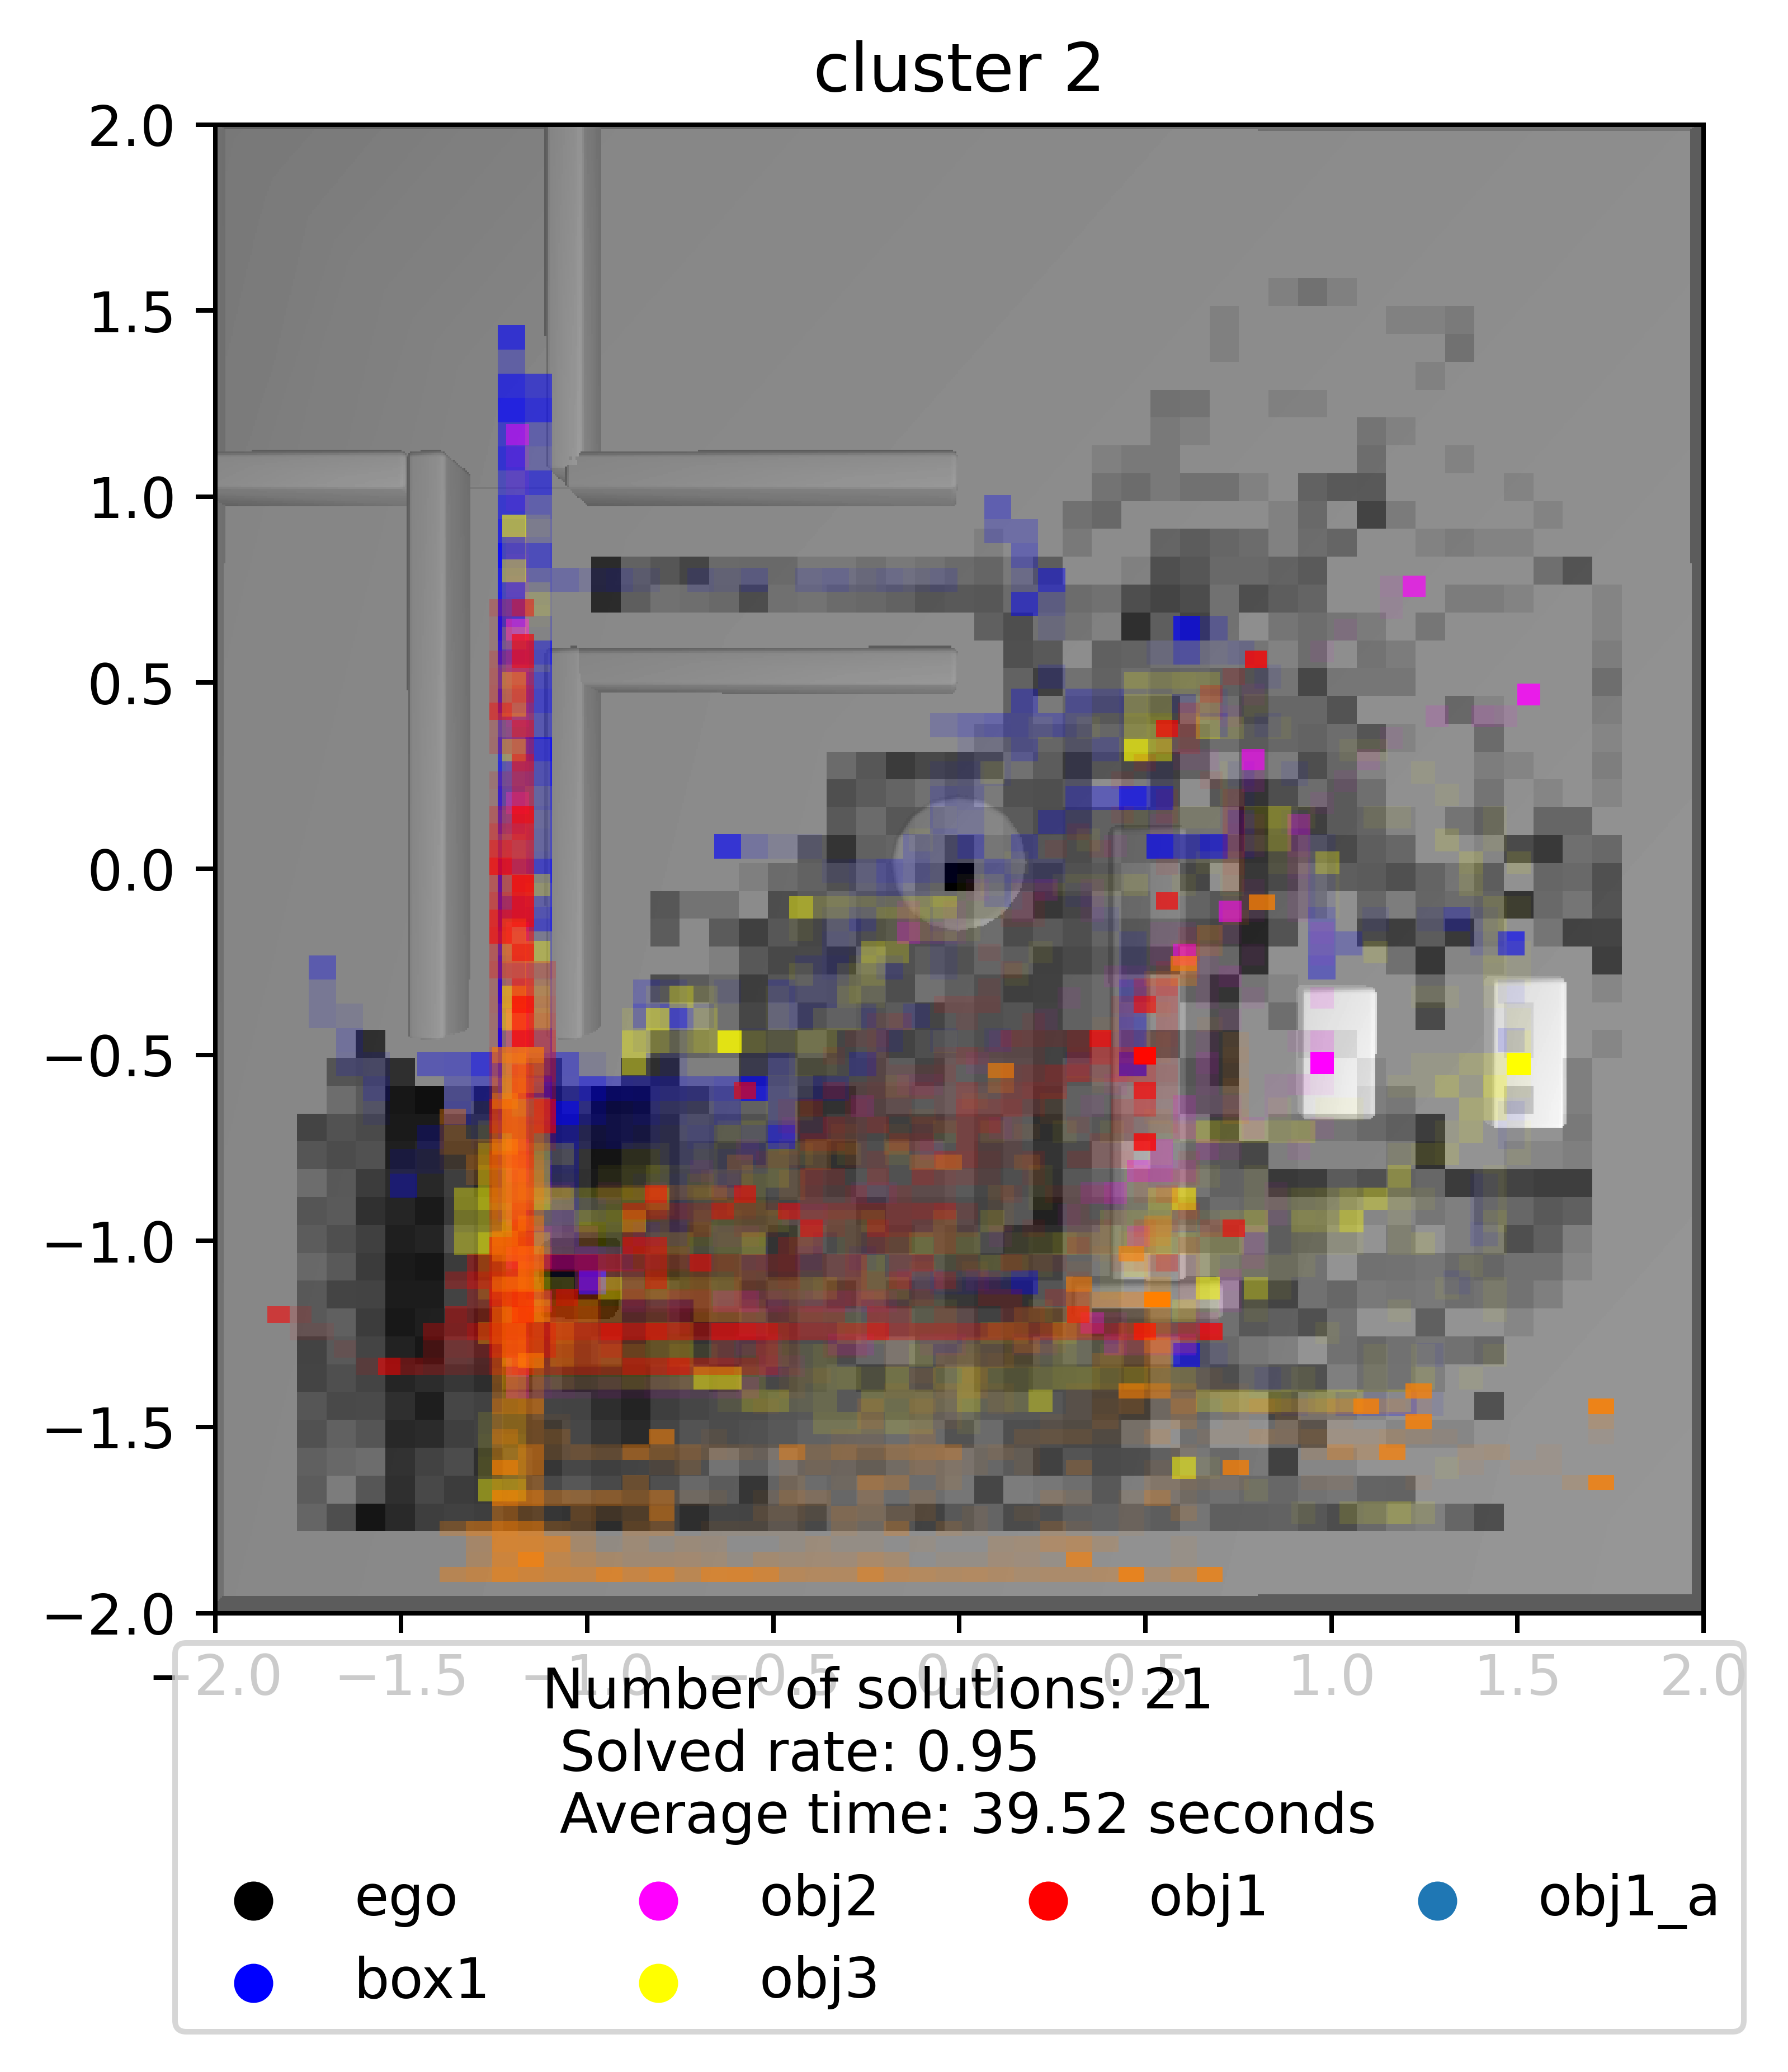 cluster 2
2.0
1.5
1.0
0.5
0.0
−0.5
−1.0
−1.5
−2.0
−2.0 −1.5 −1.0 −0.5 0.0 0.5 1.0 1.5 2.0
Number of solutions: 21
Solved rate: 0.95
Average time: 39.52 seconds
ego obj2 obj1 obj1_a
box1 obj3